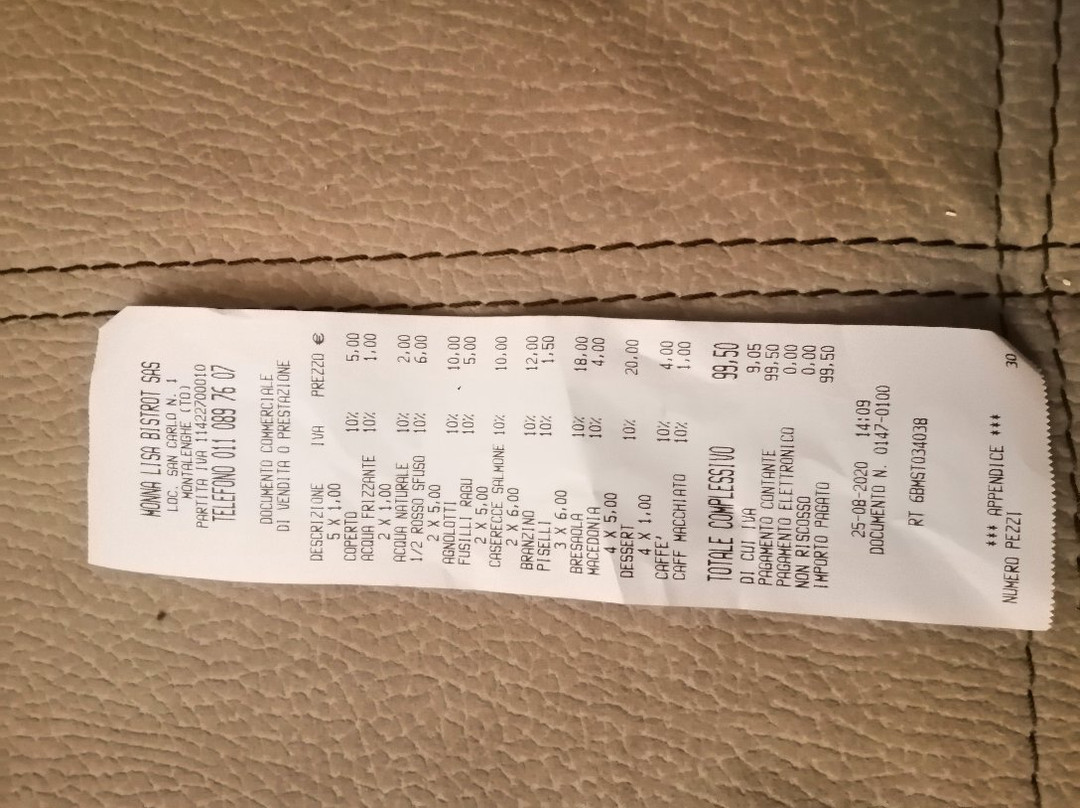 MONNA LISA BISTROT SAS
LOC. SAN CARLO N. 1
MONTALENGHE (TO)
PARTITA IVA 11422700010
TELEFONO 011 089 76 07
DOCUMENTO COMMERCIALE
DI VENDITA O PRESTAZIONE
DESCRIZIONE IVA PREZZO €
5 X 1,00
COPERTO 10% 5,00
ACQUA FRIZZANTE 10% 1,00
2 X 1,00
ACQUA NATURALE 10% 2,00
1/2 ROSSO SFUSO 10% 6,00
2 X 5,00
AGNOLOTTI 10% 10,00
FUSILLI RAGU 10% 5,00
2 X 5,00
CASERECCE SALMONE 10% 10,00
2 X 6,00
BRANZINO 10% 12,00
PISELLI 10% 1,50
3 X 6,00
BRESAOLA 10% 18,00
MACEDONIA 10% 4,00
4 X 5,00
DESSERT 10% 20,00
4 X 1,00
CAFFE' 10% 4,00
CAFF MACCHIATO 10% 1,00
TOTALE COMPLESSIVO 99,50
DI CUI IVA 9,05
PAGAMENTO CONTANTE 99,50
PAGAMENTO ELETTRONICO 0,00
NON RISCOSSO 0,00
IMPORTO PAGATO 99,50
25-08-2020 14:09
DOCUMENTO N. 0147-0100
RT 6BMST034038
*** APPENDICE ***
NUMERO PEZZI 30